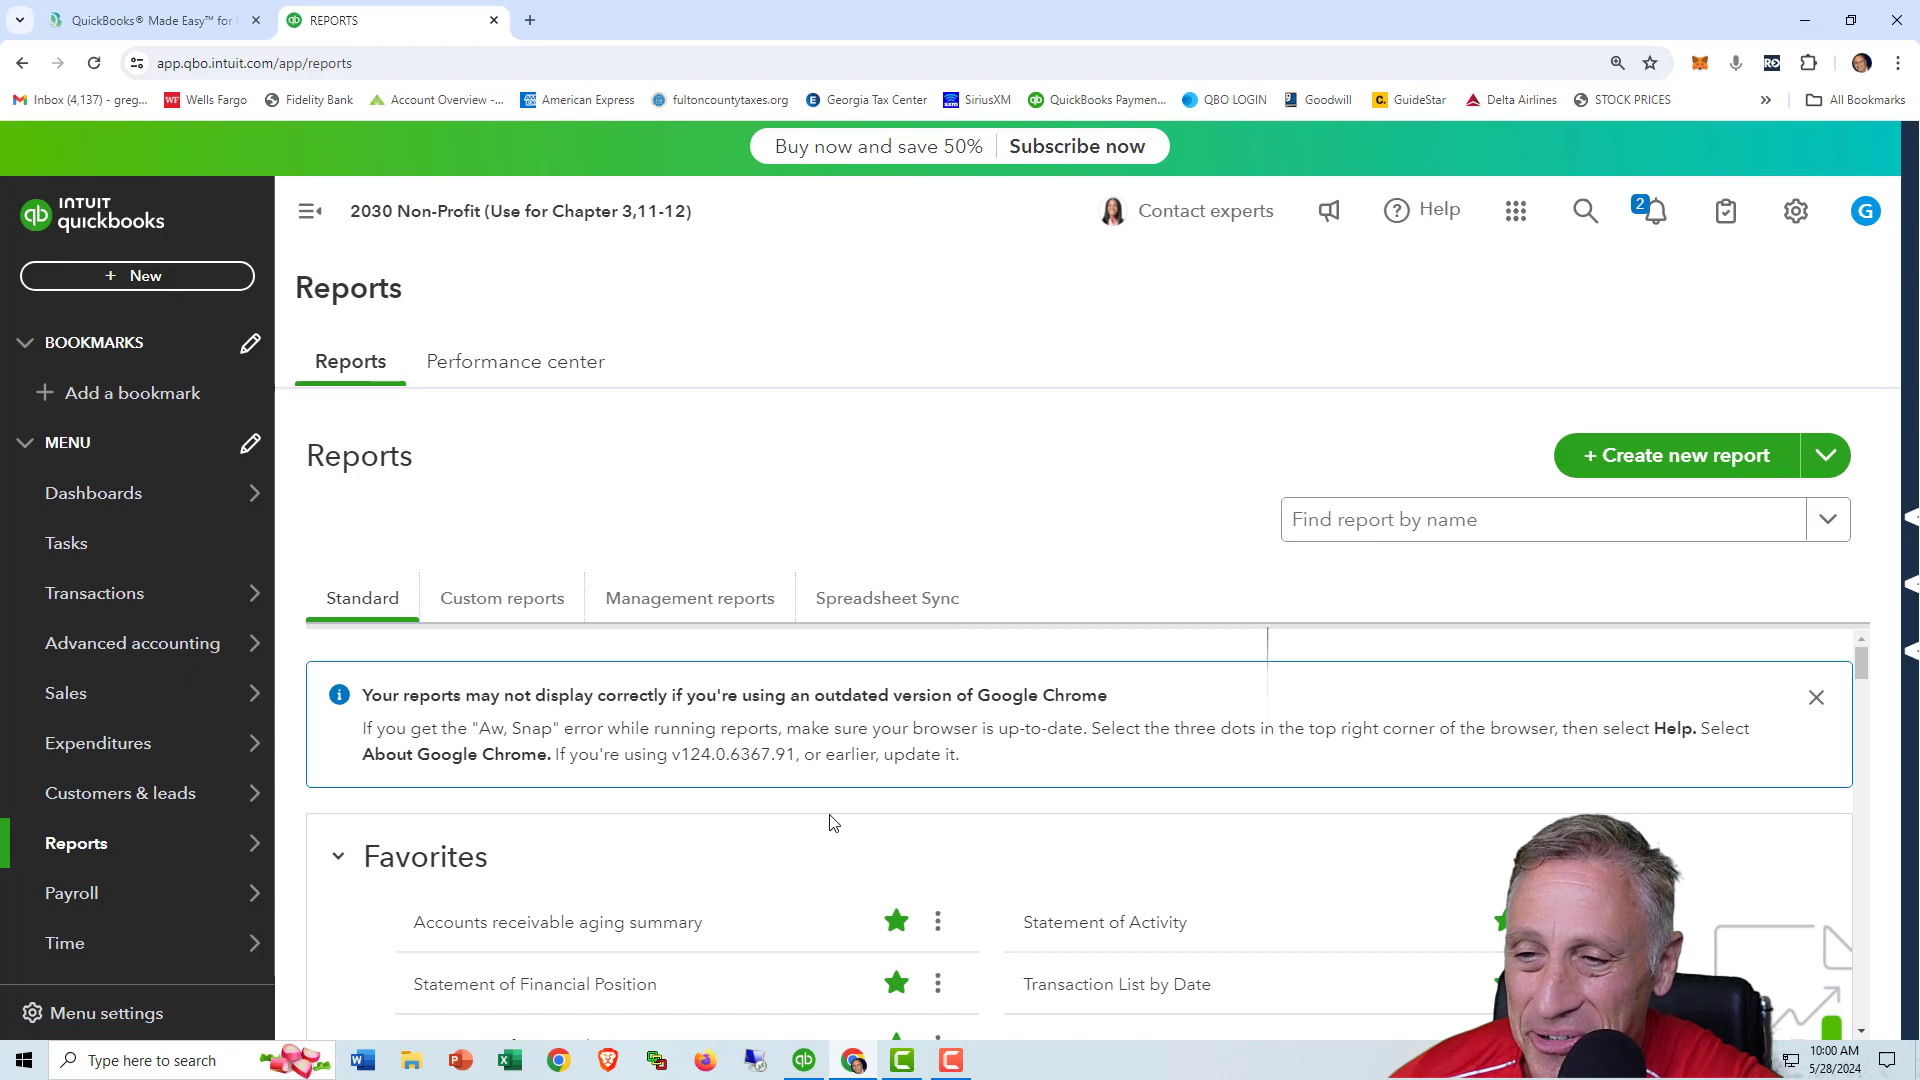 QuickBooks® Made Easy™ for
REPORTS
app.qbo.intuit.com/app/reports
Inbox (4,137) - greg...
WF Wells Fargo
Fidelity Bank
Account Overview -...
American Express
fultoncountytaxes.org
Georgia Tax Center
SiriusXM
QuickBooks Paymen...
QBO LOGIN
Goodwill
GuideStar
Delta Airlines
STOCK PRICES
All Bookmarks
Buy now and save 50% Subscribe now
INTUIT
quickbooks
2030 Non-Profit (Use for Chapter 3,11-12)
Contact experts
Help
2
G
+ New
BOOKMARKS
Add a bookmark
MENU
Dashboards
Tasks
Transactions
Advanced accounting
Sales
Expenditures
Customers & leads
Reports
Payroll
Time
Menu settings
Reports
Reports
Performance center
Reports
+ Create new report
Find report by name
Standard
Custom reports
Management reports
Spreadsheet Sync
Your reports may not display correctly if you're using an outdated version of Google Chrome
If you get the "Aw, Snap" error while running reports, make sure your browser is up-to-date. Select the three dots in the top right corner of the browser, then select Help. Select
About Google Chrome. If you're using v124.0.6367.91, or earlier, update it.
Favorites
Accounts receivable aging summary
Statement of Activity
Statement of Financial Position
Transaction List by Date
Type here to search
10:00 AM
5/28/2024